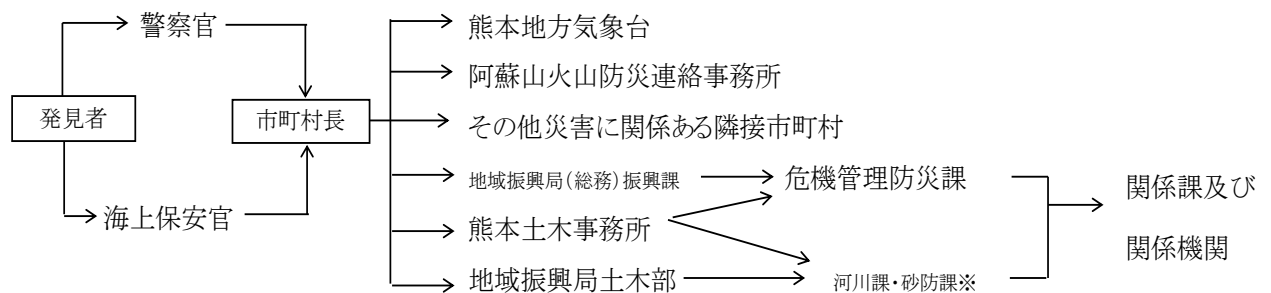 警察官
発見者
海上保安官
市町村長
熊本地方気象台
阿蘇山火山防災連絡事務所
その他災害に関係ある隣接市町村
地域振興局(総務)振興課
熊本土木事務所
地域振興局土木部
危機管理防災課
河川課・砂防課※
関係課及び
関係機関